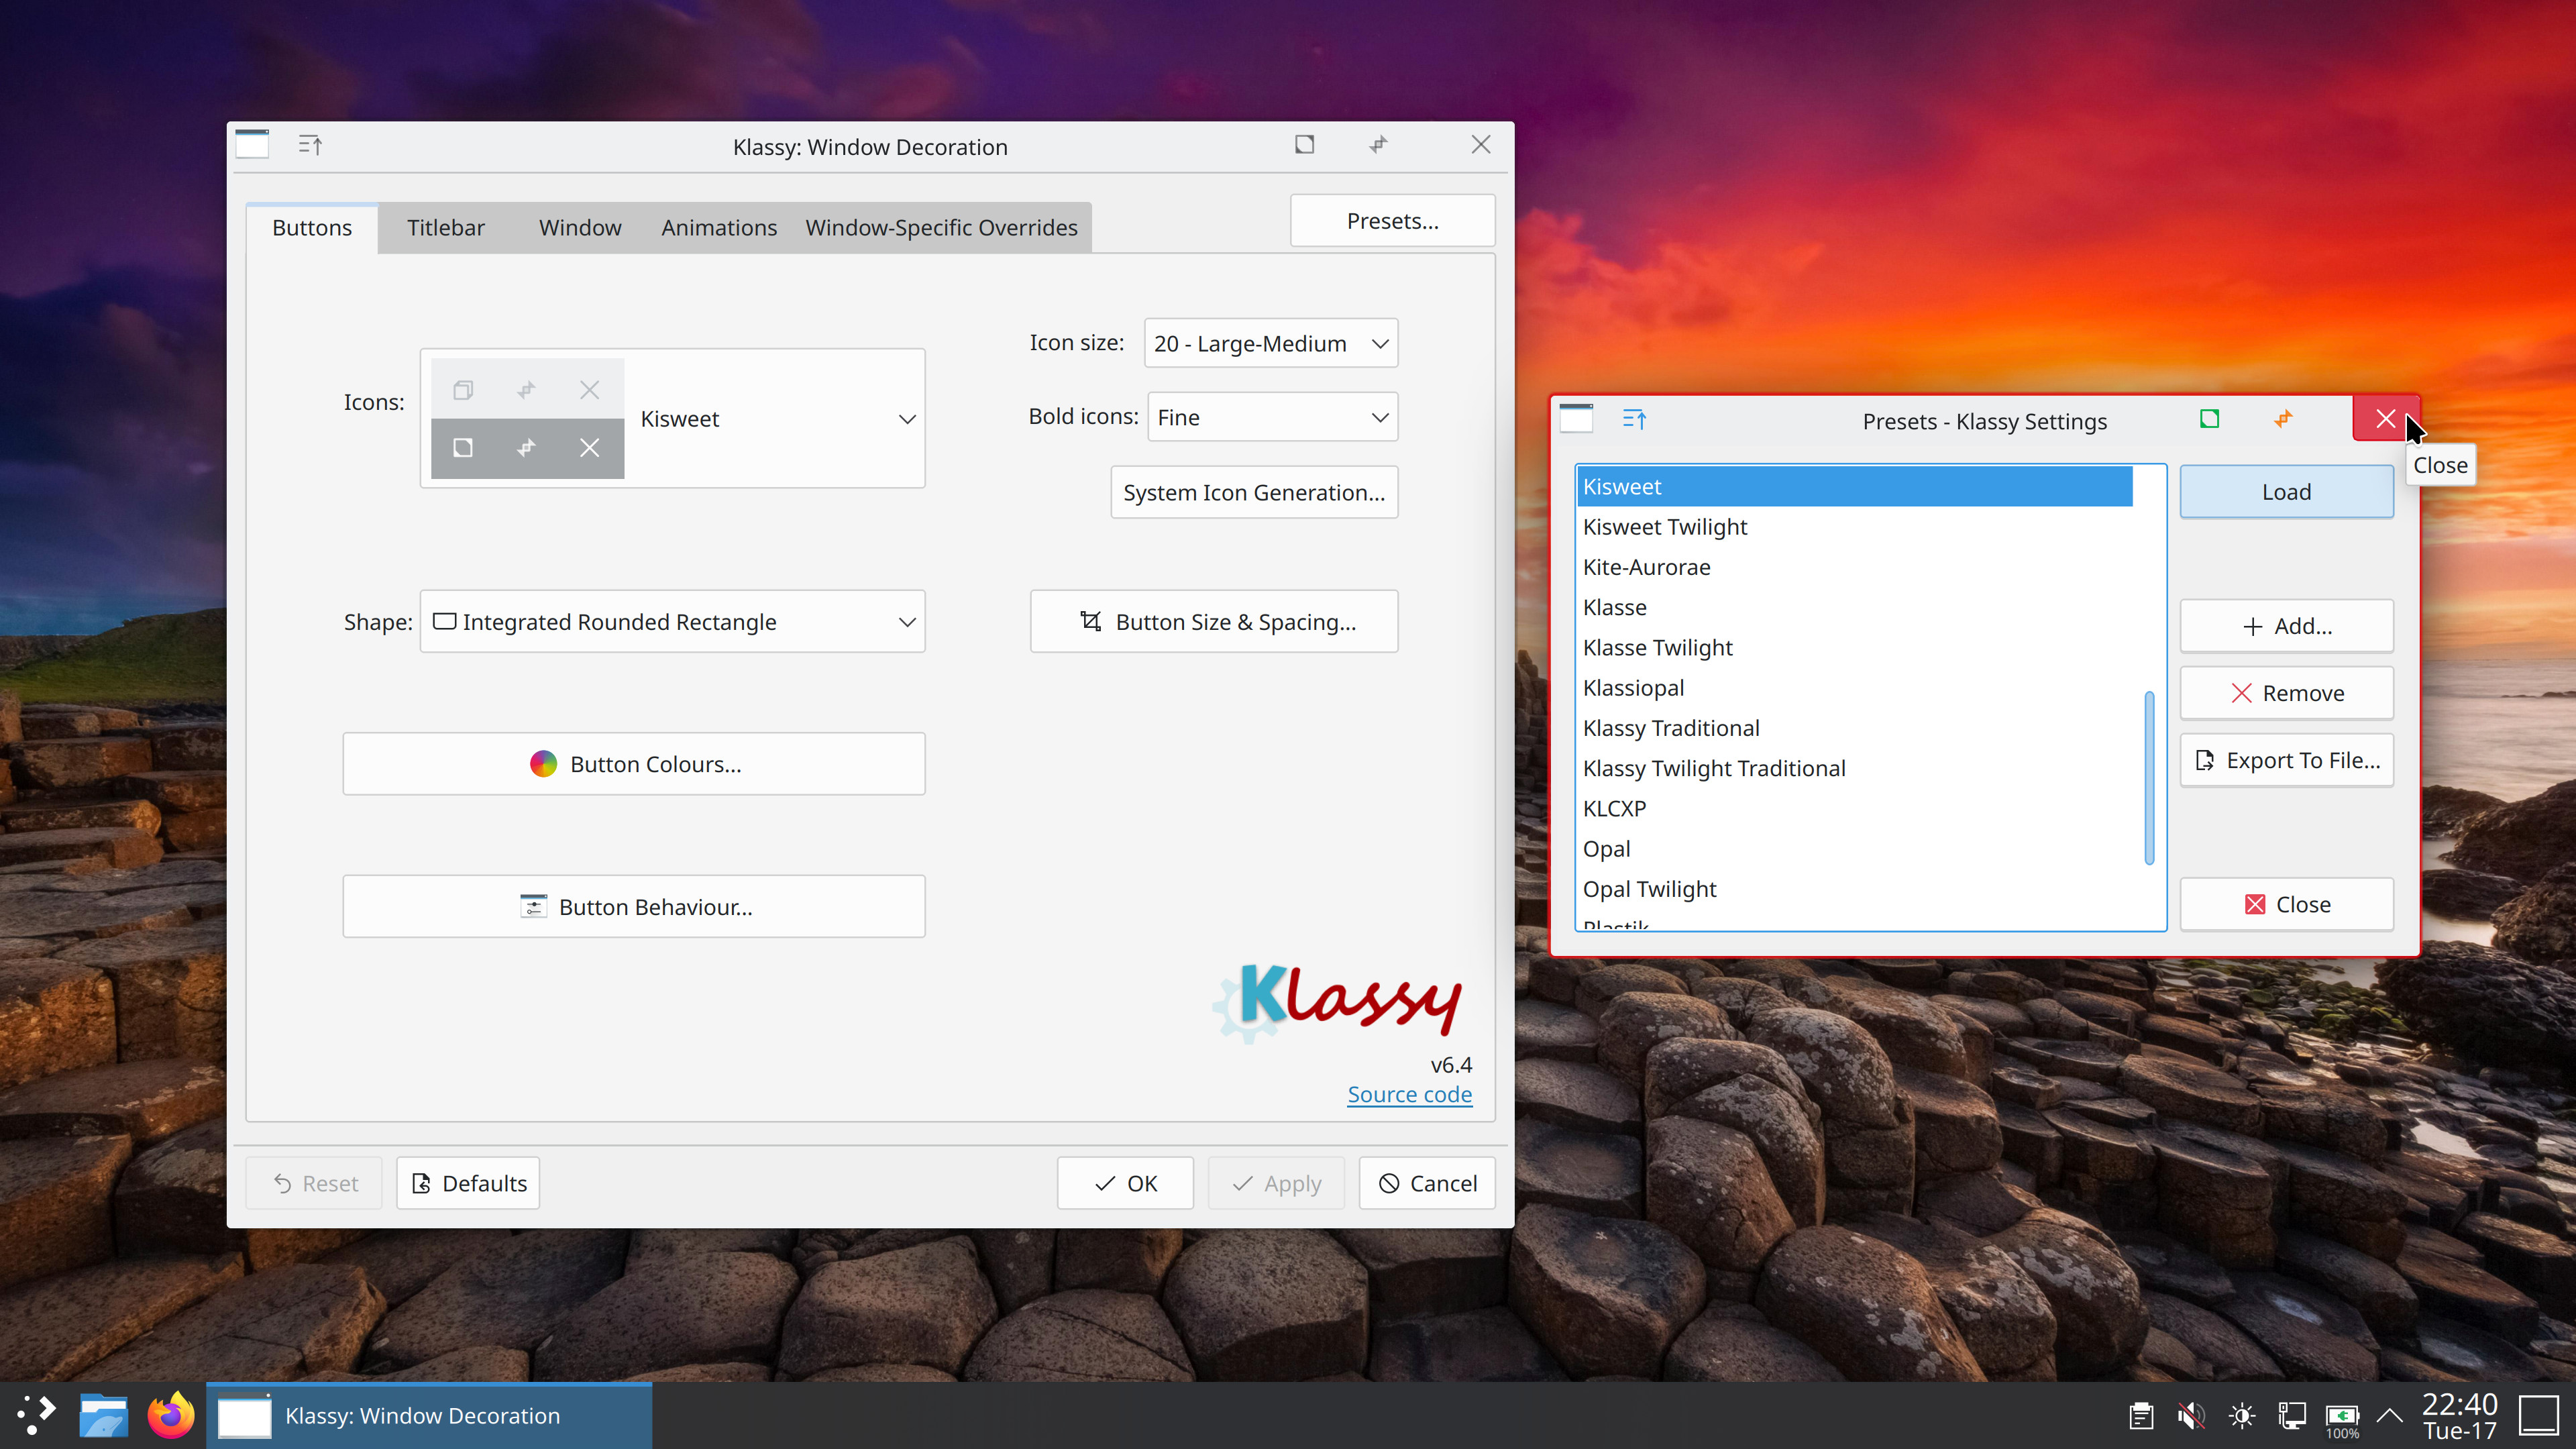 Klassy: Window Decoration
Buttons
Titlebar
Window
Animations
Window-Specific Overrides
Presets...
Icons:
Kisweet
Icon size:
20 - Large-Medium
Bold icons:
Fine
System Icon Generation...
Shape:
Integrated Rounded Rectangle
Button Size & Spacing...
Button Colours...
Button Behaviour...
Klassy
v6.4
Source code
Reset
Defaults
OK
Apply
Cancel
Presets - Klassy Settings
Close
Kisweet
Kisweet Twilight
Kite-Aurorae
Klasse
Klasse Twilight
Klassiopal
Klassy Traditional
Klassy Twilight Traditional
KLCXP
Opal
Opal Twilight
Plastik
Load
Add...
Remove
Export To File...
Close
Klassy: Window Decoration
100%
22:40
Tue-17